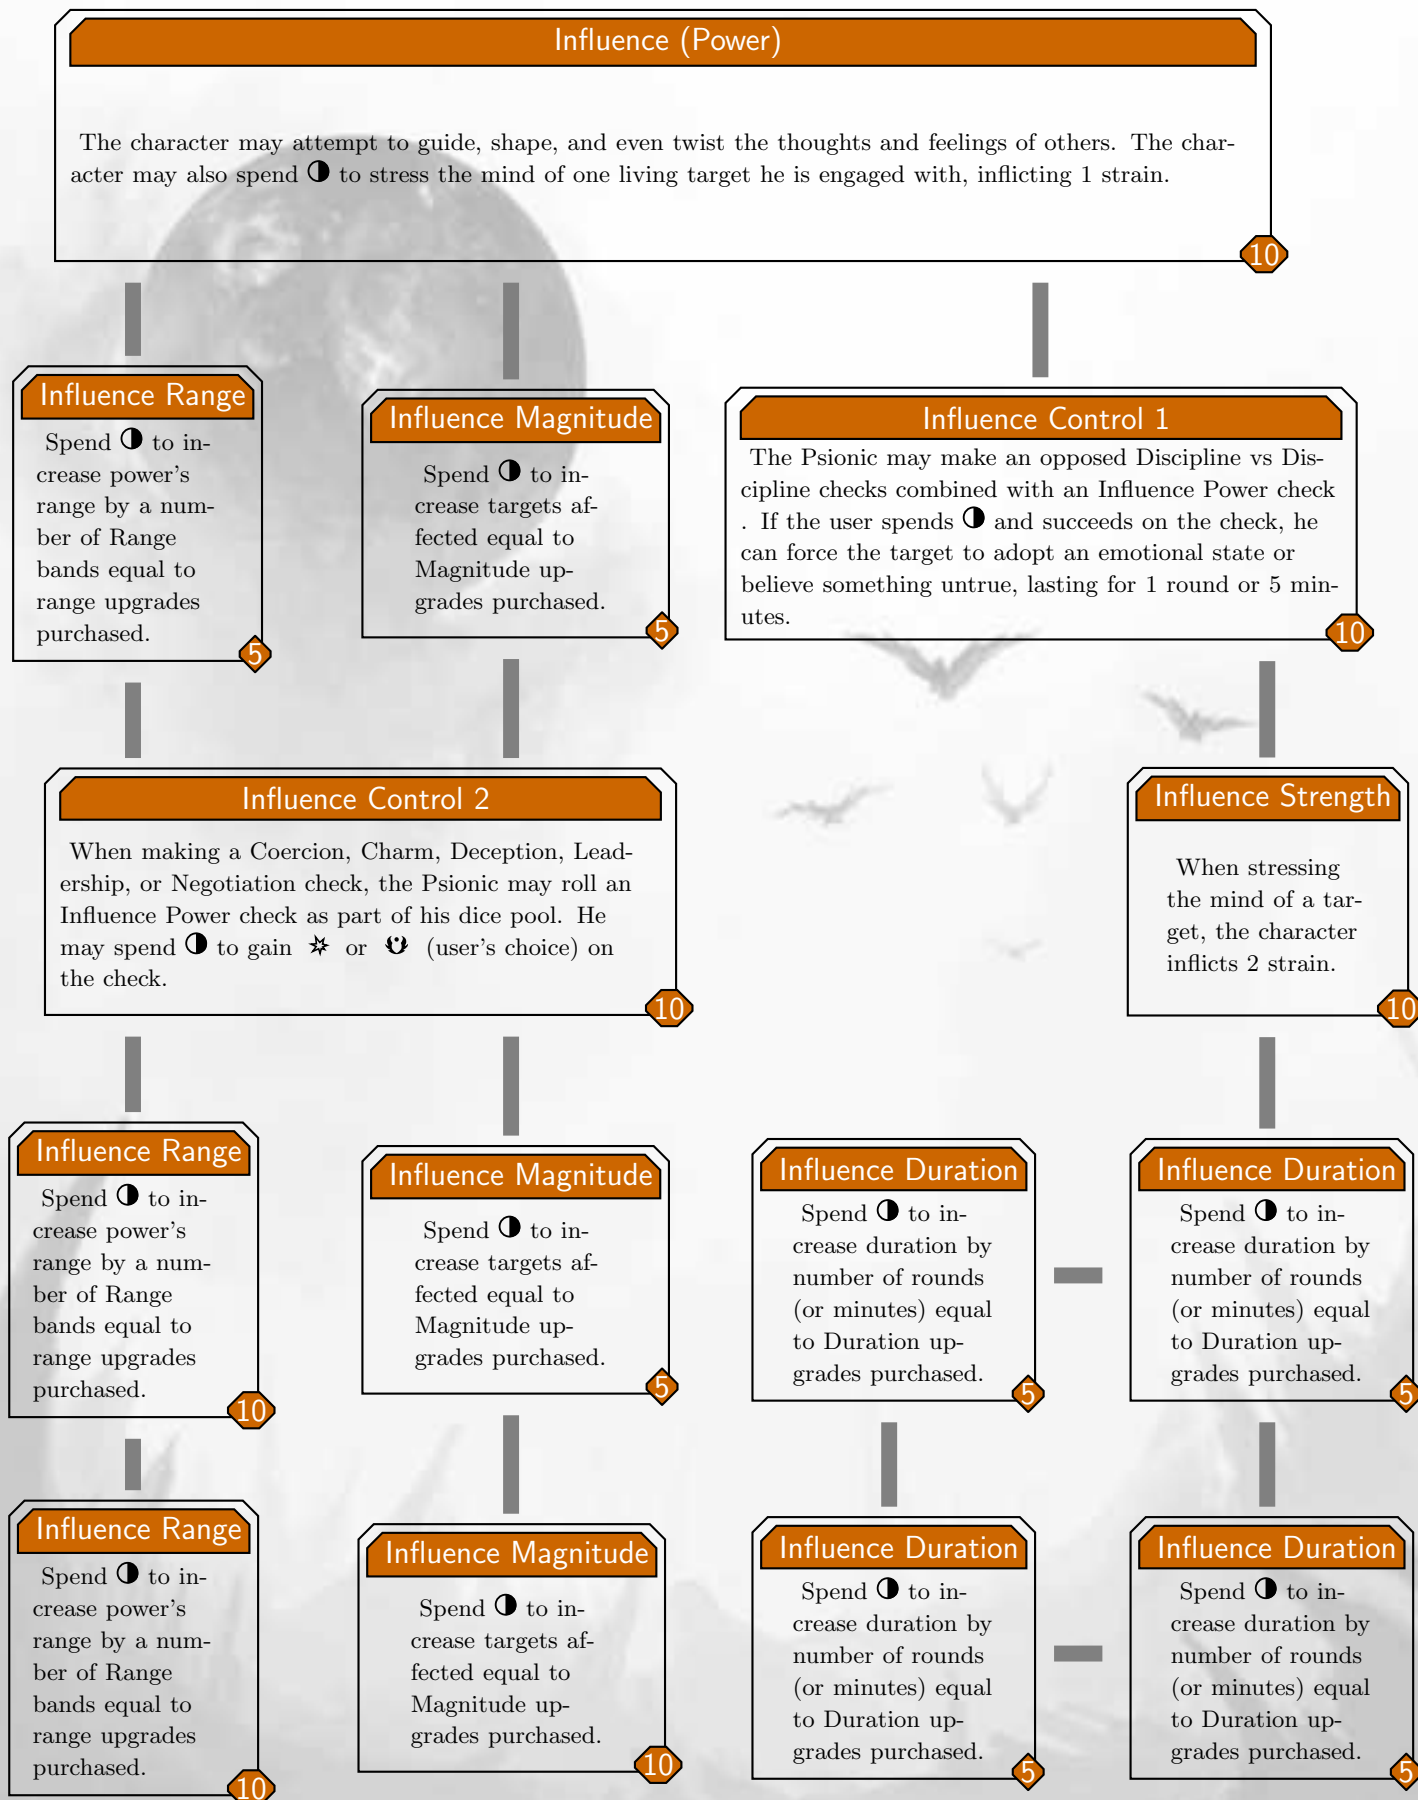 Influence (Power)
The character may attempt to guide, shape, and even twist the thoughts and feelings of others. The char-
acter may also spend ◑ to stress the mind of one living target he is engaged with, inflicting 1 strain.
10
Influence Range
Spend ◑ to in-
crease power's
range by a num-
ber of Range
bands equal to
range upgrades
purchased.
5
Influence Magnitude
Spend ◑ to in-
crease targets af-
fected equal to
Magnitude up-
grades purchased.
5
Influence Control 1
The Psionic may make an opposed Discipline vs Dis-
cipline checks combined with an Influence Power check
. If the user spends ◑ and succeeds on the check, he
can force the target to adopt an emotional state or
believe something untrue, lasting for 1 round or 5 min-
utes.
10
Influence Control 2
When making a Coercion, Charm, Deception, Lead-
ership, or Negotiation check, the Psionic may roll an
Influence Power check as part of his dice pool. He
may spend ◑ to gain or (user's choice) on
the check.
10
Influence Strength
When stressing
the mind of a tar-
get, the character
inflicts 2 strain.
10
Influence Range
Spend ◑ to in-
crease power's
range by a num-
ber of Range
bands equal to
range upgrades
purchased.
10
Influence Magnitude
Spend ◑ to in-
crease targets af-
fected equal to
Magnitude up-
grades purchased.
5
Influence Duration
Spend ◑ to in-
crease duration by
number of rounds
(or minutes) equal
to Duration up-
grades purchased.
5
Influence Duration
Spend ◑ to in-
crease duration by
number of rounds
(or minutes) equal
to Duration up-
grades purchased.
5
Influence Range
Spend ◑ to in-
crease power's
range by a num-
ber of Range
bands equal to
range upgrades
purchased.
10
Influence Magnitude
Spend ◑ to in-
crease targets af-
fected equal to
Magnitude up-
grades purchased.
10
Influence Duration
Spend ◑ to in-
crease duration by
number of rounds
(or minutes) equal
to Duration up-
grades purchased.
5
Influence Duration
Spend ◑ to in-
crease duration by
number of rounds
(or minutes) equal
to Duration up-
grades purchased.
5